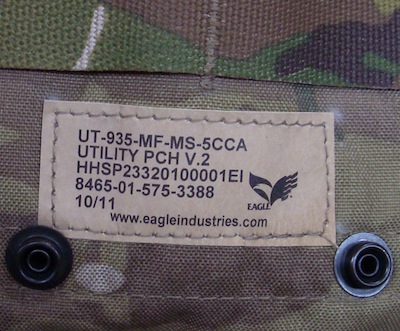 UT-935-MF-MS-5CCA
UTILITY PCH V.2
HHSP23320100001EI
8465-01-575-3388
10/11
EAGLE
www.eagleindustries.com